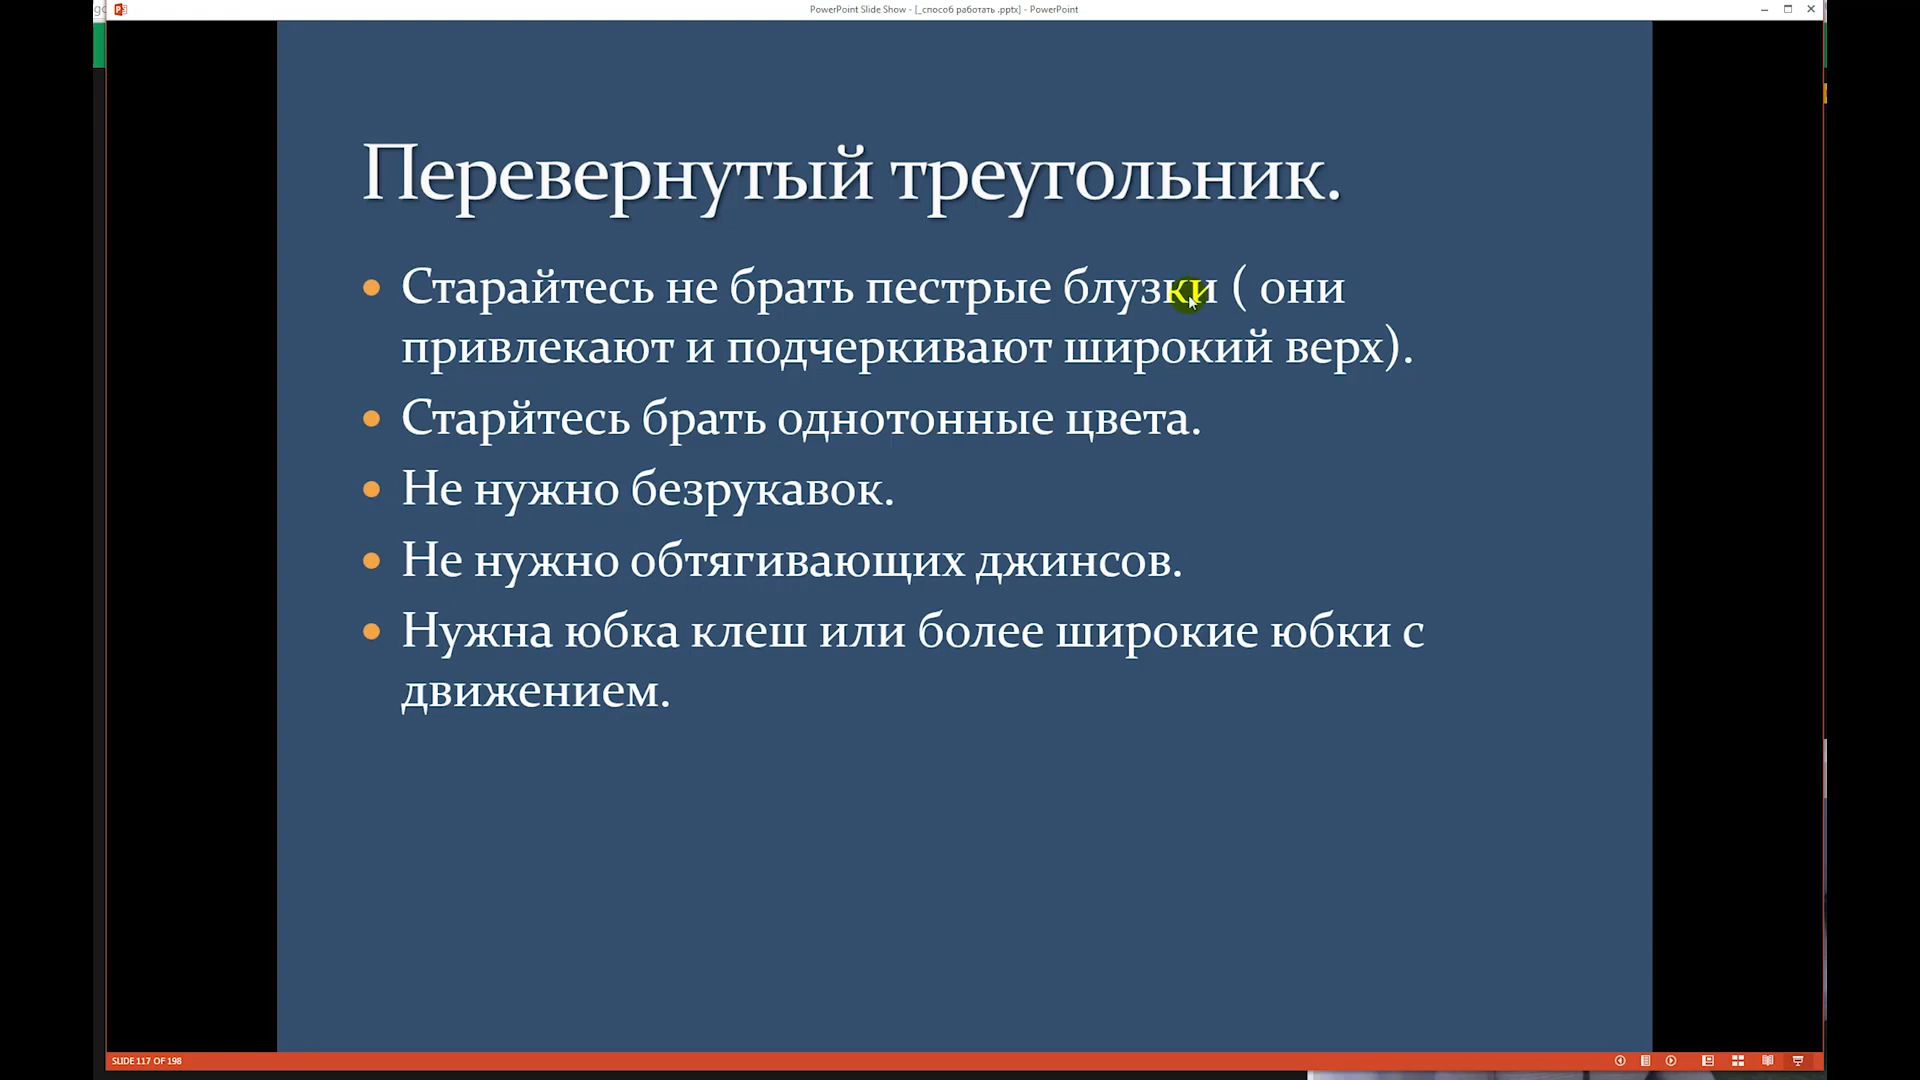 PowerPoint Slide Show - [_способ работать .pptx] - PowerPoint
Перевернутый треугольник.
Старайтесь не брать пестрые блузки ( они
привлекают и подчеркивают широкий верх).
Старйтесь брать однотонные цвета.
Не нужно безрукавок.
Не нужно обтягивающих джинсов.
Нужна юбка клеш или более широкие юбки с
движением.
SLIDE 117 OF 198